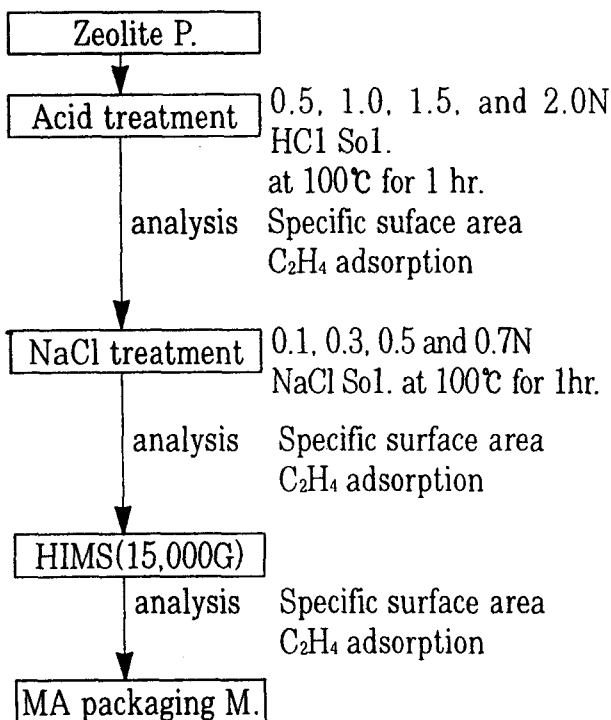 Zeolite P.
Acid treatment
0.5, 1.0, 1.5, and 2.0N
HCl Sol.
at 100℃ for 1 hr.
analysis Specific suface area
C₂H₄ adsorption
NaCl treatment
0.1, 0.3, 0.5 and 0.7N
NaCl Sol. at 100℃ for 1hr.
analysis Specific surface area
C₂H₄ adsorption
HIMS(15,000G)
analysis Specific surface area
C₂H₄ adsorption
MA packaging M.